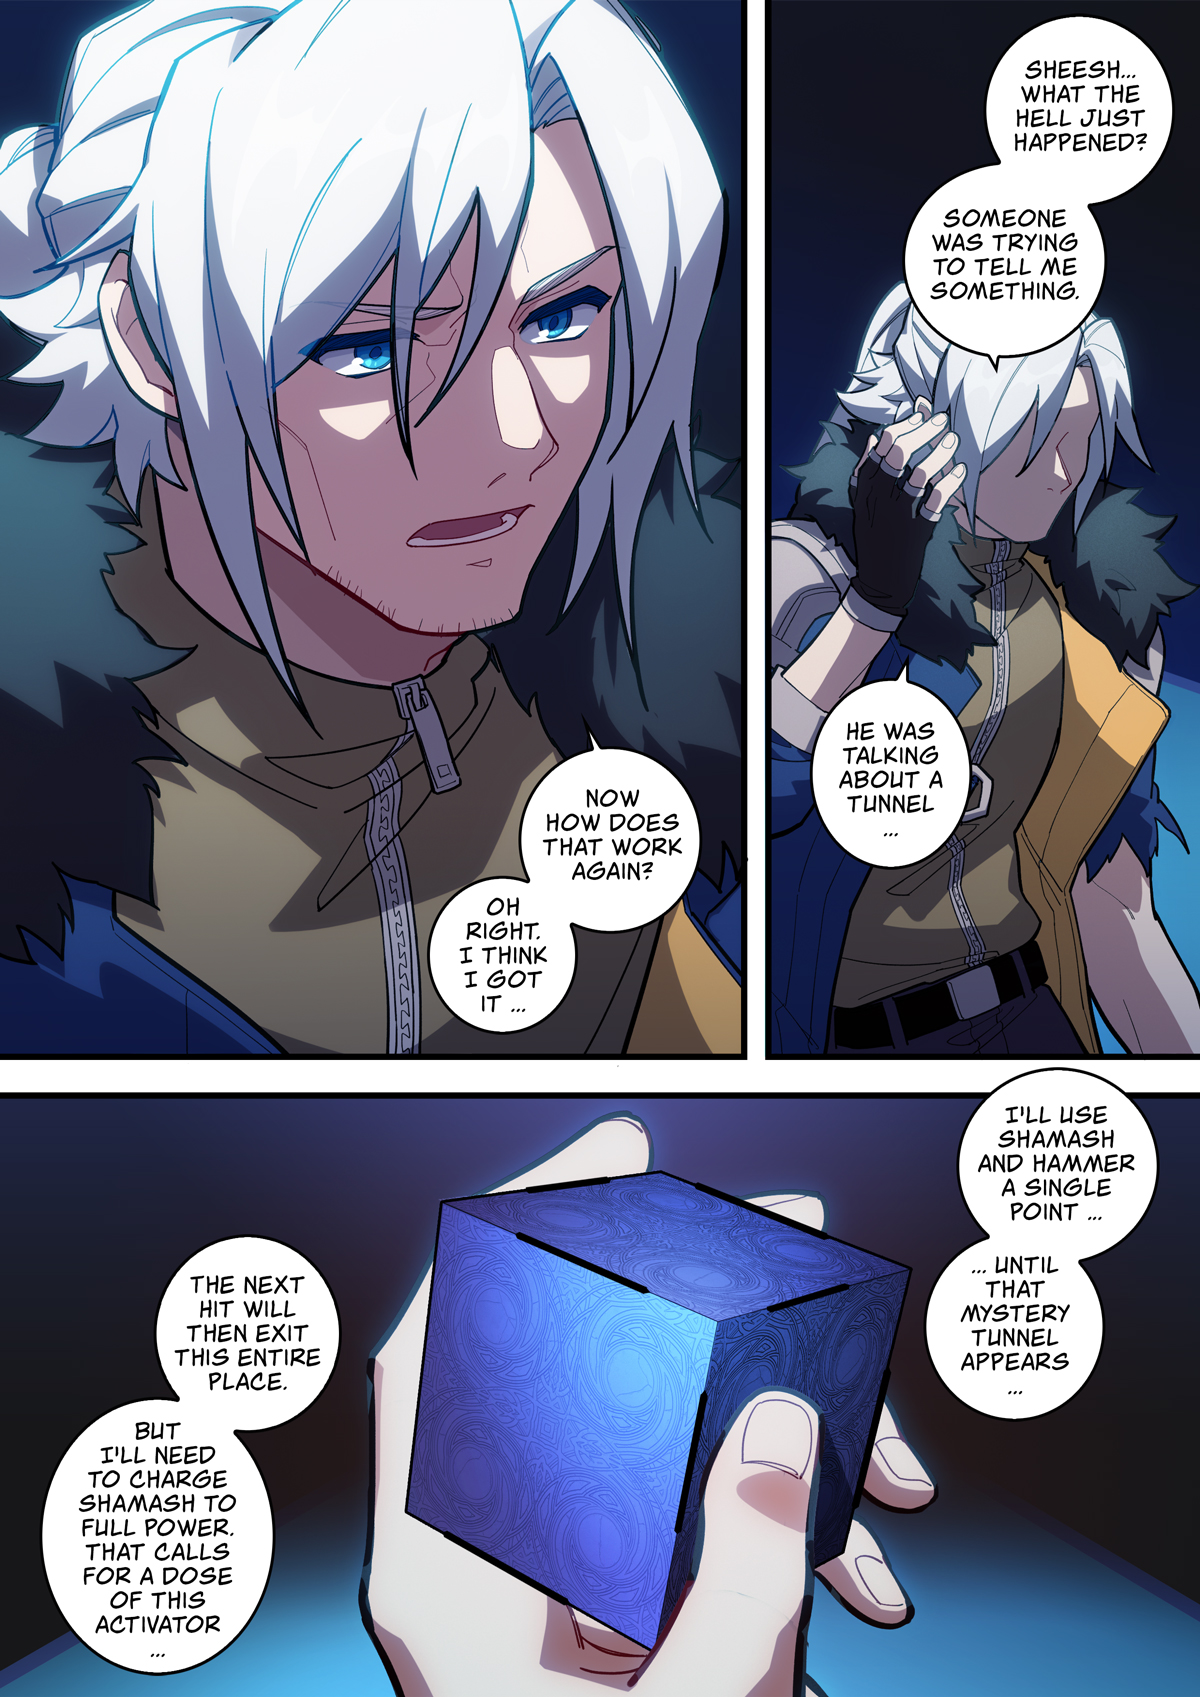 NOW
HOW DOES
THAT WORK
AGAIN?
OH
RIGHT.
I THINK
I GOT
IT ...
SHEESH...
WHAT THE
HELL JUST
HAPPENED?
SOMEONE
WAS TRYING
TO TELL ME
SOMETHING.
HE WAS
TALKING
ABOUT A
TUNNEL
...
I'LL USE
SHAMASH
AND HAMMER
A SINGLE
POINT ...
... UNTIL
THAT
MYSTERY
TUNNEL
APPEARS
...
THE NEXT
HIT WILL
THEN EXIT
THIS ENTIRE
PLACE.
BUT
I'LL NEED
TO CHARGE
SHAMASH TO
FULL POWER.
THAT CALLS
FOR A DOSE
OF THIS
ACTIVATOR
...